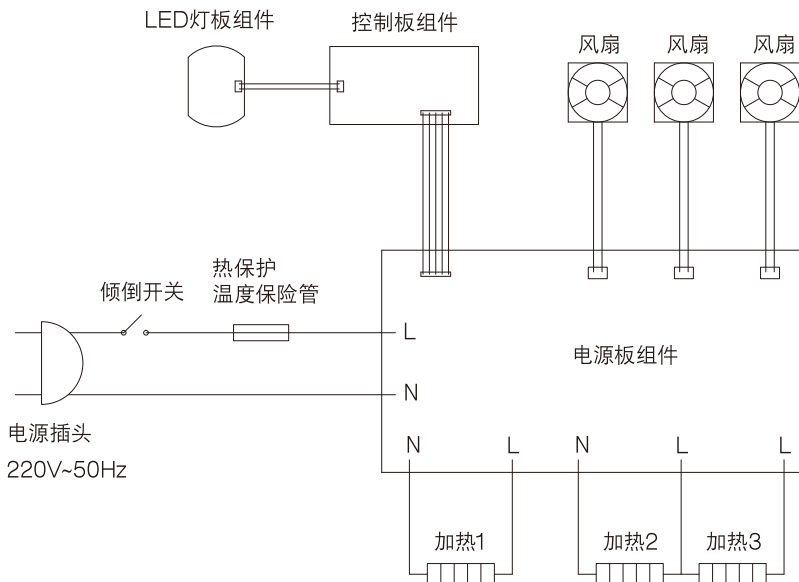 LED灯板组件
控制板组件
风扇
风扇
风扇
热保护
温度保险管
倾倒开关
L
电源板组件
N
电源插头
220V~50Hz
N
L
N
L
L
加热1
加热2
加热3